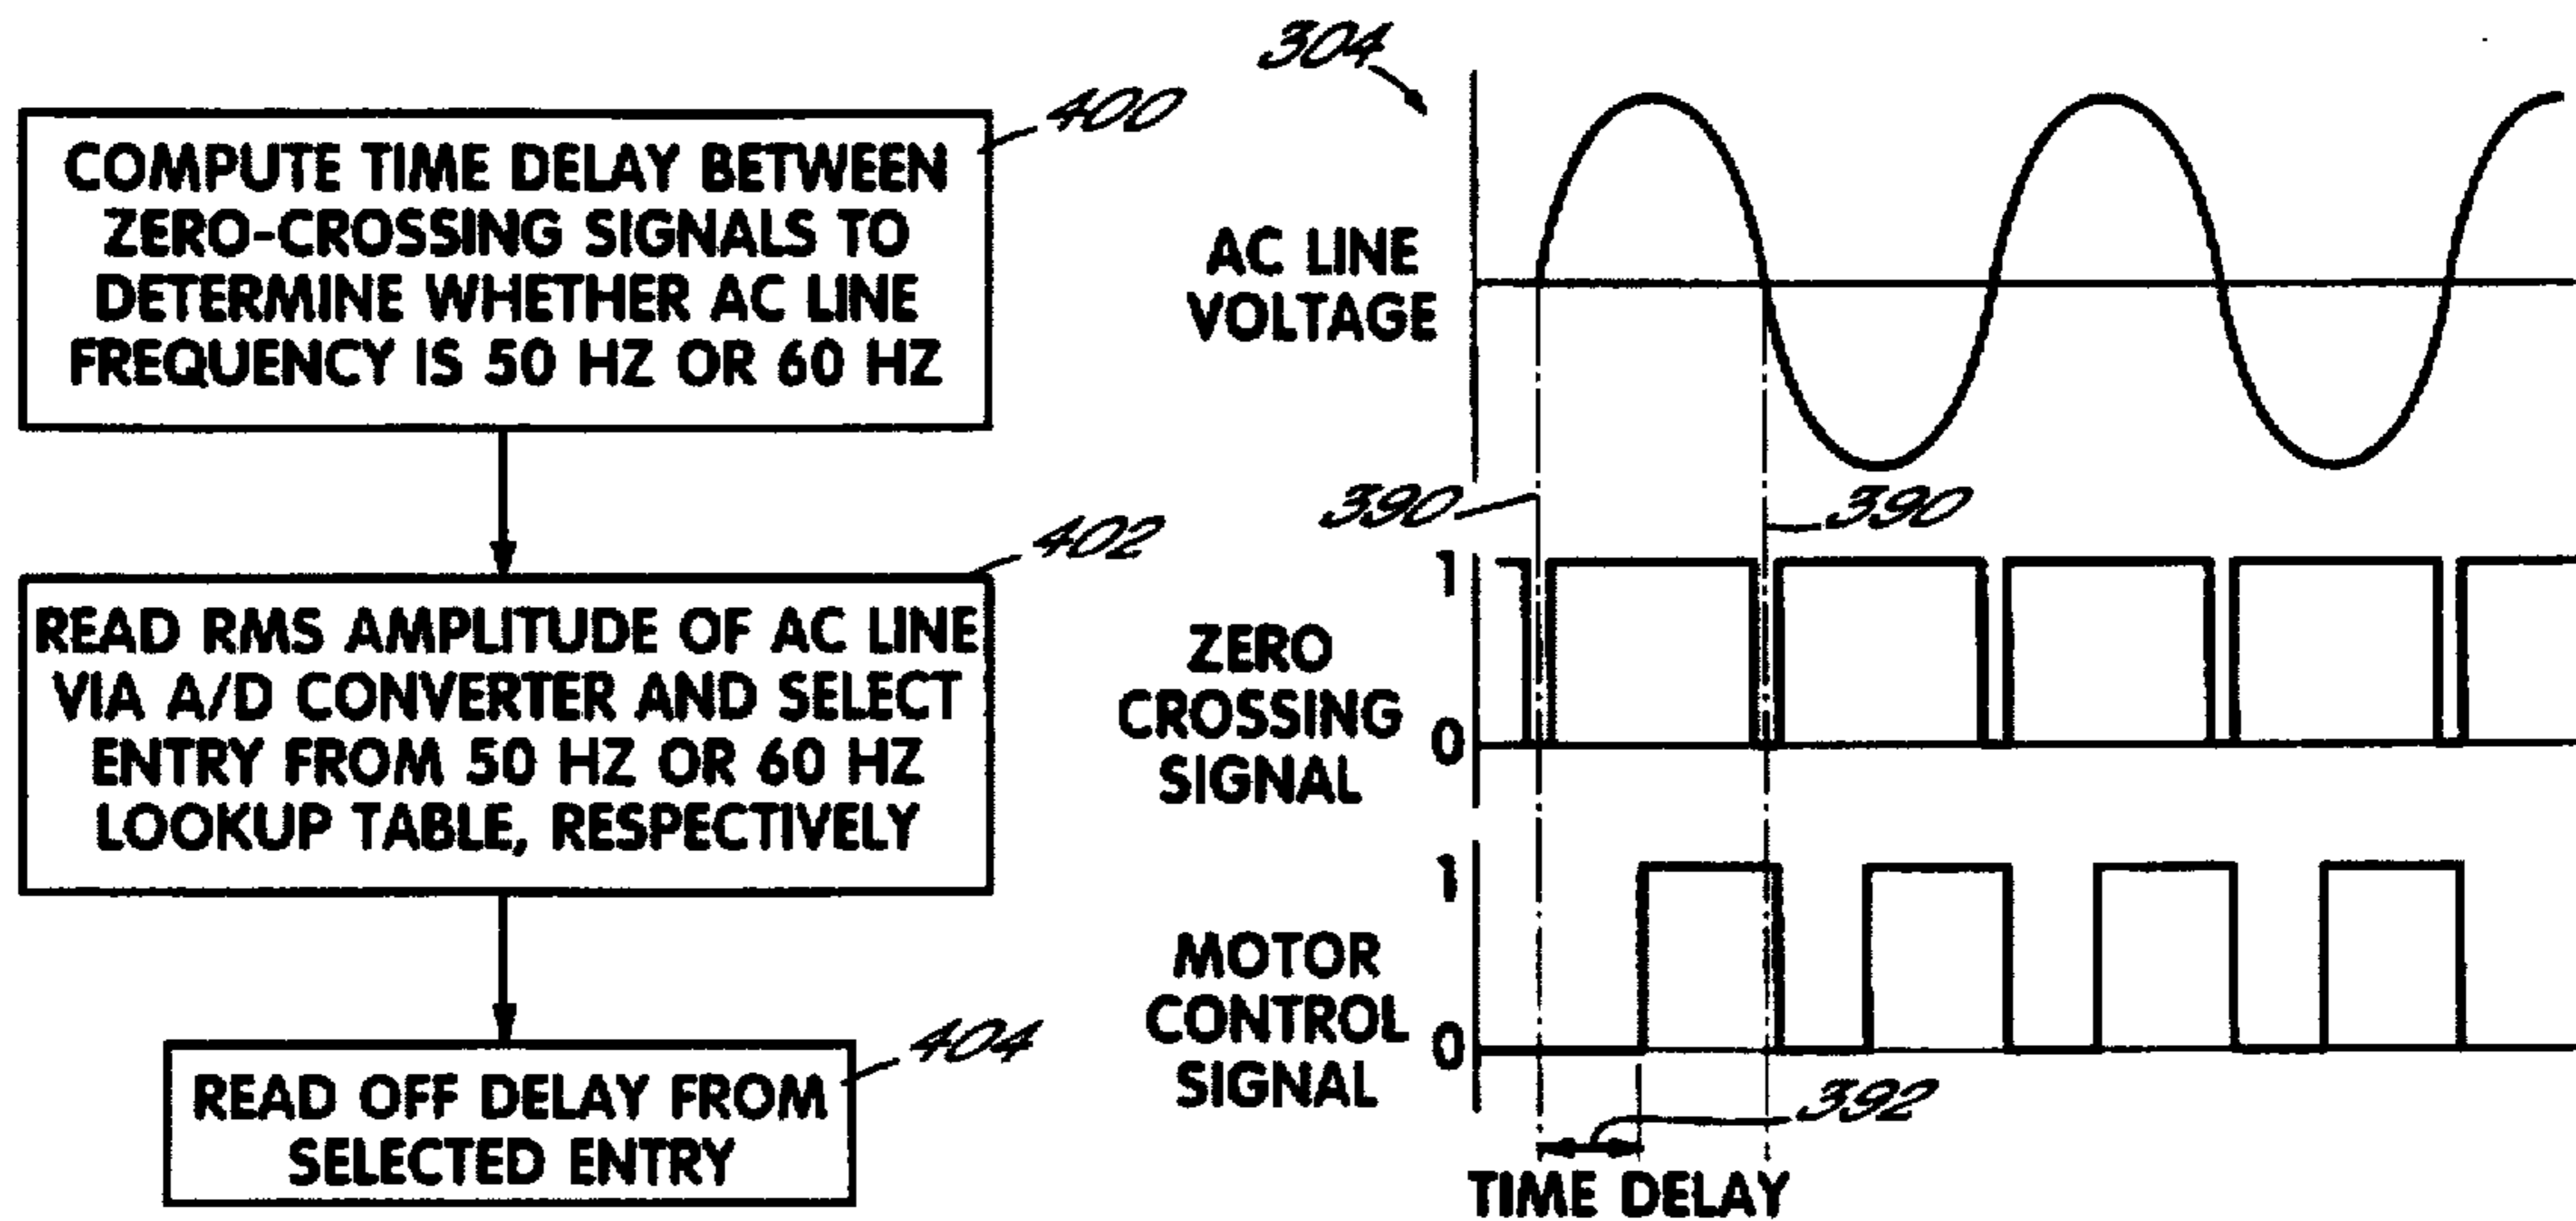 400
COMPUTE TIME DELAY BETWEEN
ZERO-CROSSING SIGNALS TO
DETERMINE WHETHER AC LINE
FREQUENCY IS 50 HZ OR 60 HZ
402
READ RMS AMPLITUDE OF AC LINE
VIA A/D CONVERTER AND SELECT
ENTRY FROM 50 HZ OR 60 HZ
LOOKUP TABLE, RESPECTIVELY
404
READ OFF DELAY FROM
SELECTED ENTRY
304
AC LINE
VOLTAGE
390
390
1
ZERO
CROSSING
SIGNAL
0
1
MOTOR
CONTROL
SIGNAL
0
392
TIME DELAY